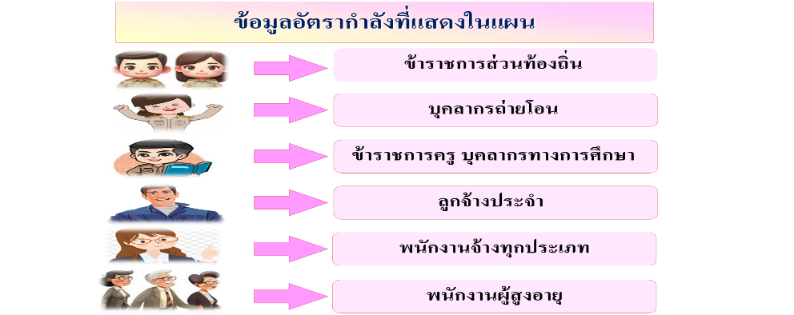 ข้อมูลอัตรากำลังที่แสดงในแผน
ข้าราชการส่วนท้องถิ่น
บุคลากรถ่ายโอน
ข้าราชการครู บุคลากรทางการศึกษา
ลูกจ้างประจำ
พนักงานจ้างทุกประเภท
พนักงานผู้สูงอายุ